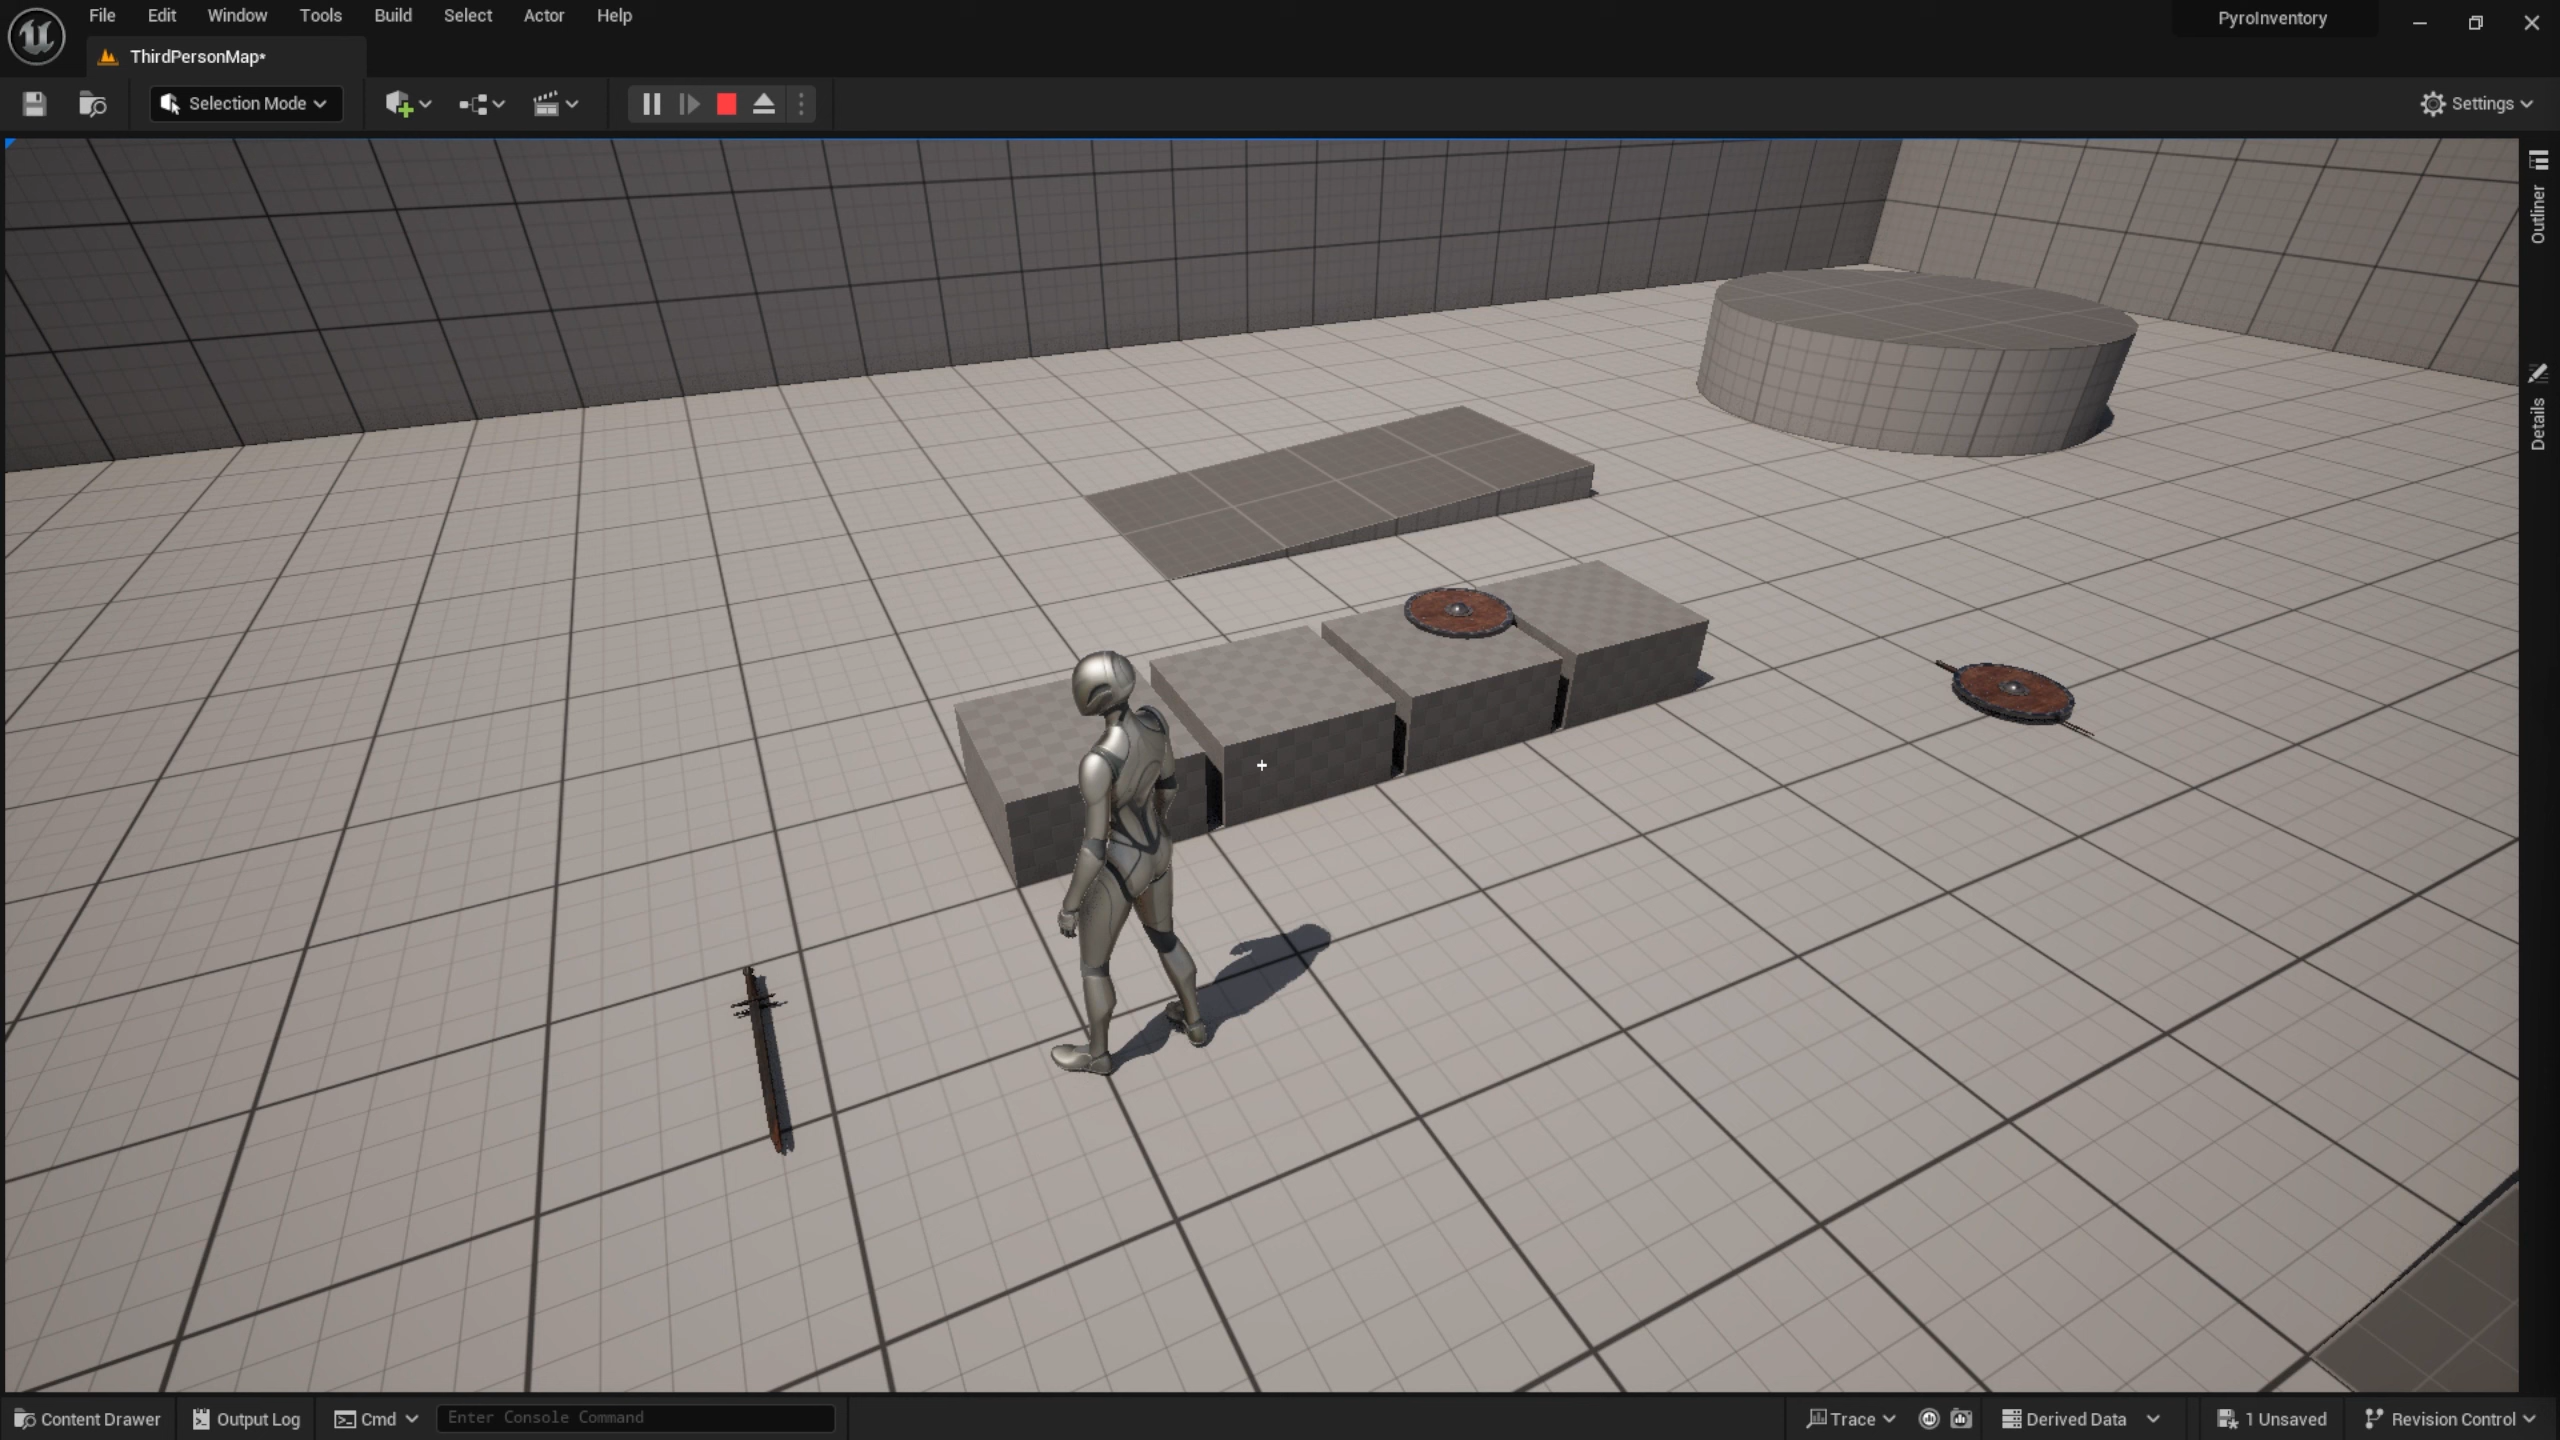 File Edit Window Tools Build Select Actor Help
PyroInventory
ThirdPersonMap*
Selection Mode
Settings
Outliner
Details
Content Drawer Output Log Cmd Enter Console Command Trace Derived Data 1 Unsaved Revision Control